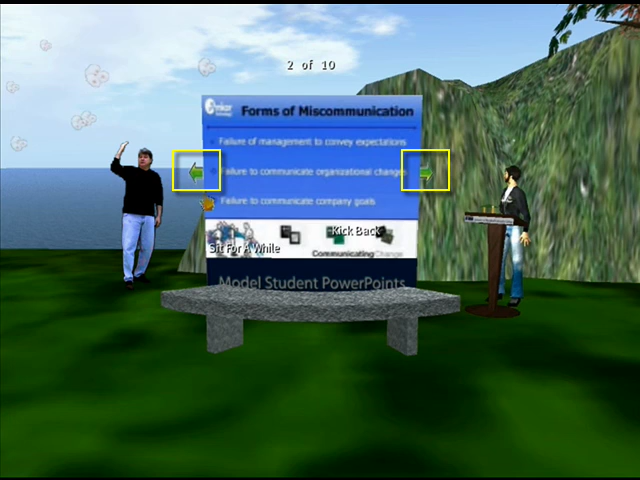 2 of 10
Forms of Miscommunication
Failure of management to convey expectations
Failure to communicate organizational changes
Failure to communicate company goals
Kick Back
Sit For A While
Communicating Change
Model Student PowerPoints